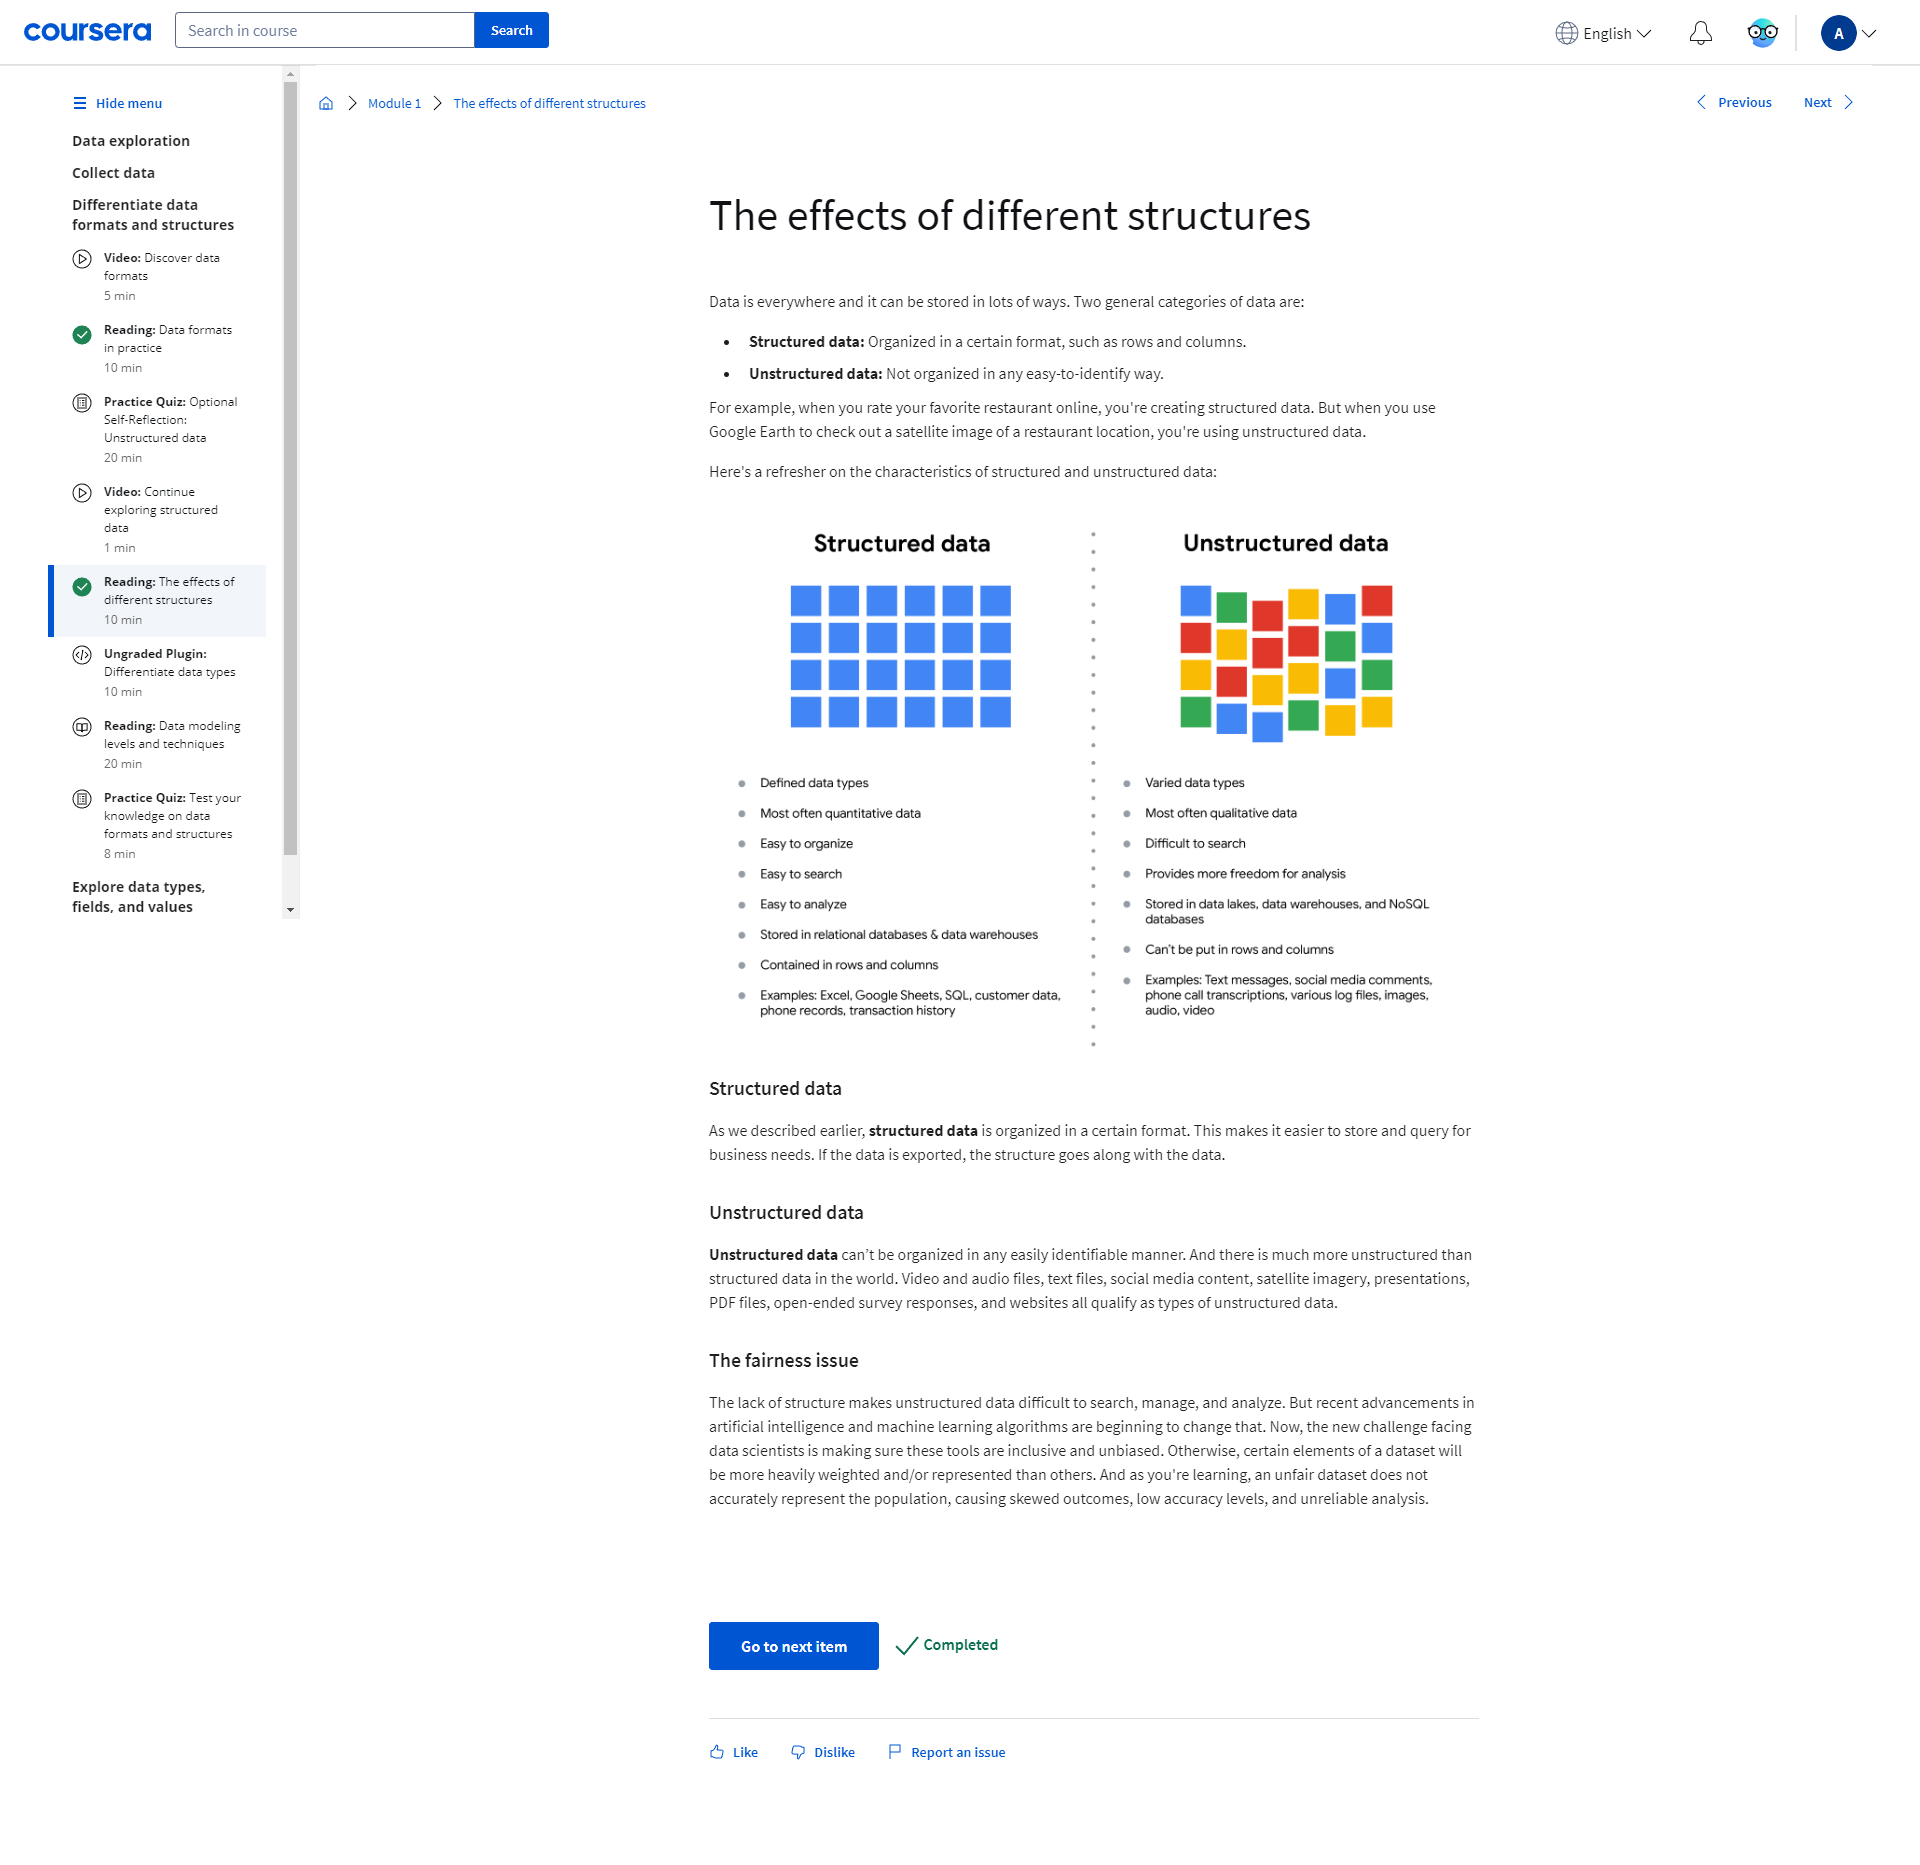 coursera
Search in course
Search
English
A
Hide menu
Data exploration
Collect data
Differentiate data
formats and structures
Video: Discover data
formats
5 min
Reading: Data formats
in practice
10 min
Practice Quiz: Optional
Self-Reflection:
Unstructured data
20 min
Video: Continue
exploring structured
data
1 min
Reading: The effects of
different structures
10 min
Ungraded Plugin:
Differentiate data types
10 min
Reading: Data modeling
levels and techniques
20 min
Practice Quiz: Test your
knowledge on data
formats and structures
8 min
Explore data types,
fields, and values
Module 1
The effects of different structures
Previous
Next
The effects of different structures
Data is everywhere and it can be stored in lots of ways. Two general categories of data are:
• Structured data: Organized in a certain format, such as rows and columns.
• Unstructured data: Not organized in any easy-to-identify way.
For example, when you rate your favorite restaurant online, you're creating structured data. But when you use
Google Earth to check out a satellite image of a restaurant location, you're using unstructured data.
Here's a refresher on the characteristics of structured and unstructured data:
Structured data
• Defined data types
• Most often quantitative data
• Easy to organize
• Easy to search
• Easy to analyze
• Stored in relational databases & data warehouses
• Contained in rows and columns
• Examples: Excel, Google Sheets, SQL, customer data,
phone records, transaction history
Unstructured data
• Varied data types
• Most often qualitative data
• Difficult to search
• Provides more freedom for analysis
• Stored in data lakes, data warehouses, and NoSQL
databases
• Can't be put in rows and columns
• Examples: Text messages, social media comments,
phone call transcriptions, various log files, images,
audio, video
Structured data
As we described earlier, structured data is organized in a certain format. This makes it easier to store and query for
business needs. If the data is exported, the structure goes along with the data.
Unstructured data
Unstructured data can’t be organized in any easily identifiable manner. And there is much more unstructured than
structured data in the world. Video and audio files, text files, social media content, satellite imagery, presentations,
PDF files, open-ended survey responses, and websites all qualify as types of unstructured data.
The fairness issue
The lack of structure makes unstructured data difficult to search, manage, and analyze. But recent advancements in
artificial intelligence and machine learning algorithms are beginning to change that. Now, the new challenge facing
data scientists is making sure these tools are inclusive and unbiased. Otherwise, certain elements of a dataset will
be more heavily weighted and/or represented than others. And as you're learning, an unfair dataset does not
accurately represent the population, causing skewed outcomes, low accuracy levels, and unreliable analysis.
Go to next item
Completed
Like
Dislike
Report an issue